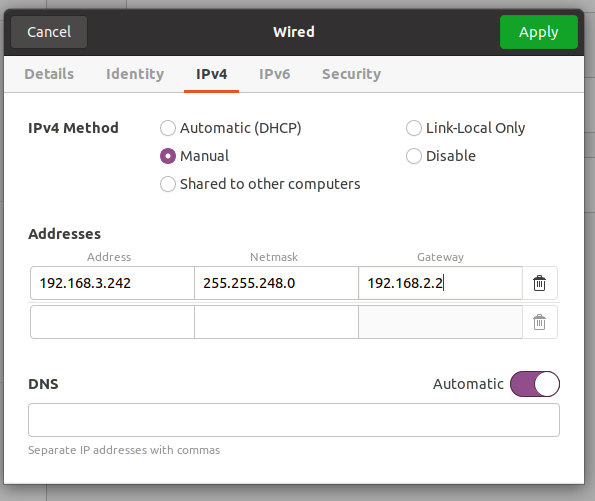 Cancel Wired Apply
Details Identity IPv4 IPv6 Security
IPv4 Method Automatic (DHCP) Link-Local Only
Manual Disable
Shared to other computers
Addresses
Address Netmask Gateway
192.168.3.242 255.255.248.0 192.168.2.2
DNS Automatic
Separate IP addresses with commas